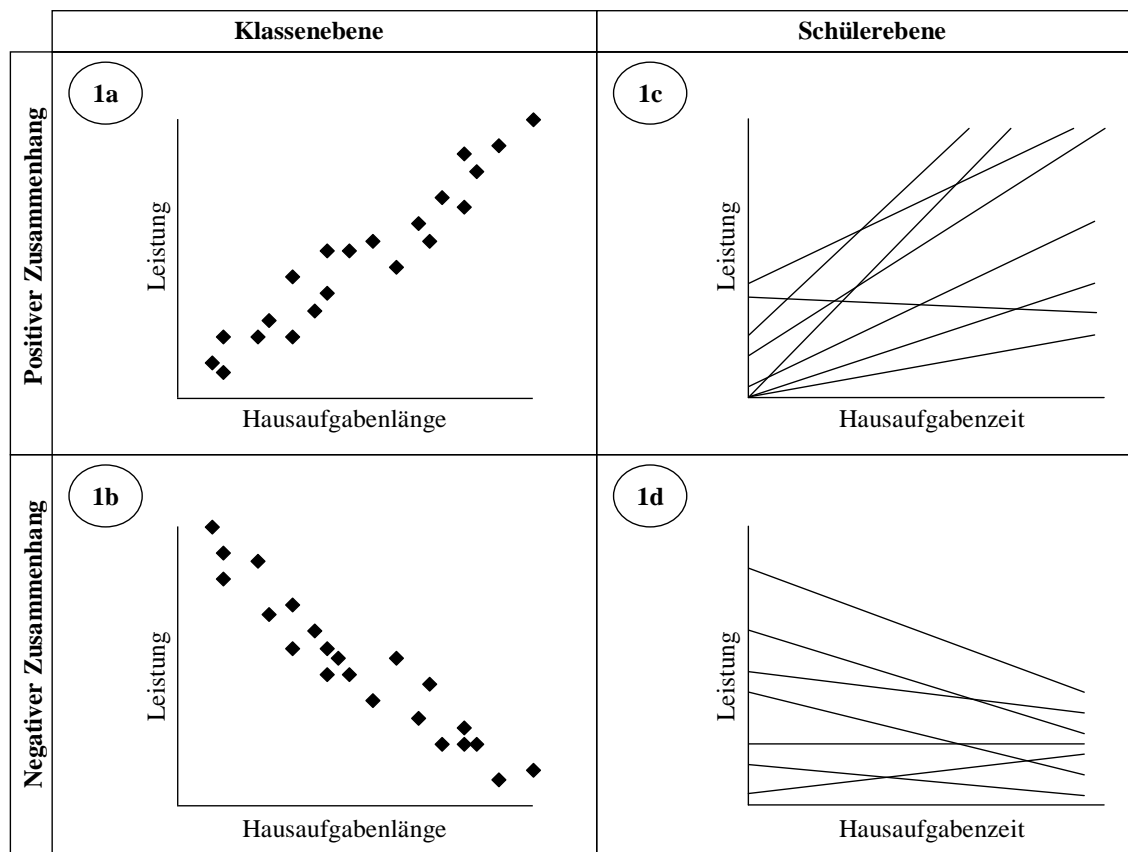 Klassenebene
Schülerebene
Positiver Zusammenhang
1a
Leistung
Hausaufgabenlänge
1c
Leistung
Hausaufgabenzeit
Negativer Zusammenhang
1b
Leistung
Hausaufgabenlänge
1d
Leistung
Hausaufgabenzeit